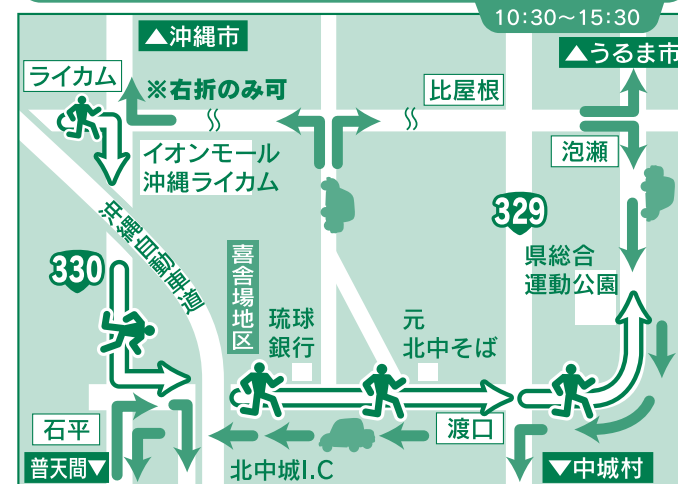 10:30~15:30
▲沖縄市
▲うるま市
ライカム
※右折のみ可
比屋根
イオンモール
沖縄ライカム
泡瀬
沖縄自動車道
329
330
喜舎場地区
県総合
運動公園
琉球
銀行
元
北中そば
石平
渡口
普天間▼
北中城I.C
▼中城村